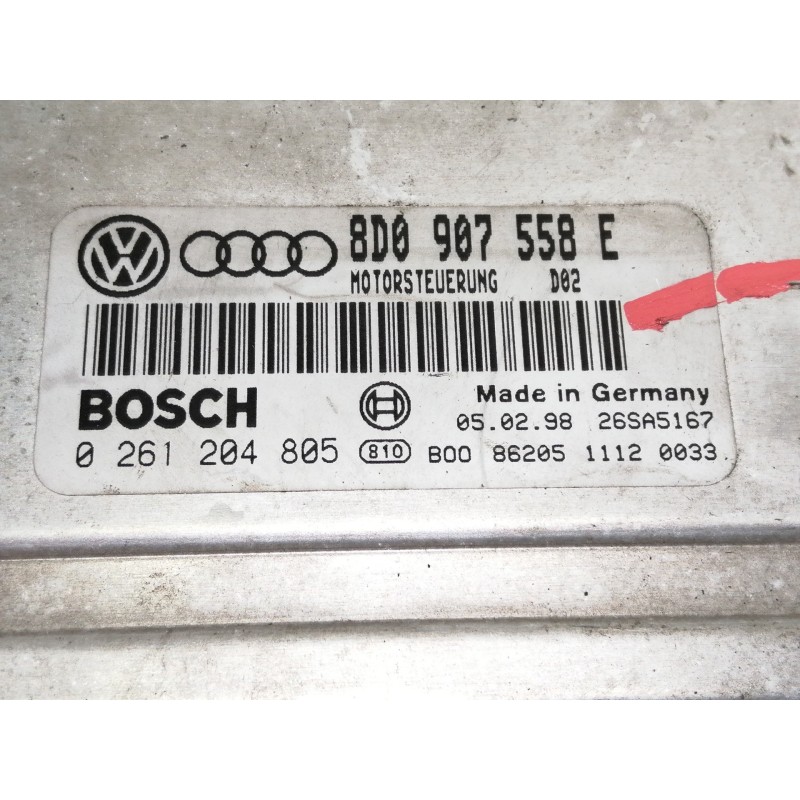 8D0 907 558 E
MOTORSTEUERUNG D02
BOSCH
Made in Germany
05.02.98 26SA5167
0 261 204 805 810 B00 86205 1112 0033